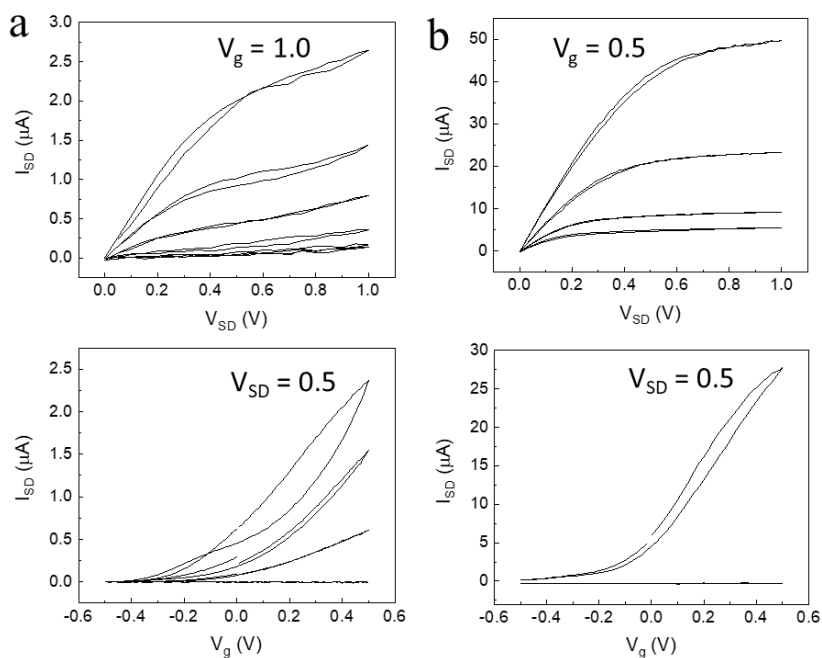 a
V_g = 1.0
3.0
2.5
2.0
1.5
1.0
0.5
0.0
I_SD (μA)
0.0 0.2 0.4 0.6 0.8 1.0
V_SD (V)
b
V_g = 0.5
50
40
30
20
10
0
I_SD (μA)
0.0 0.2 0.4 0.6 0.8 1.0
V_SD (V)
V_SD = 0.5
2.5
2.0
1.5
1.0
0.5
0.0
I_SD (μA)
-0.6 -0.4 -0.2 0.0 0.2 0.4 0.6
V_g (V)
V_SD = 0.5
30
25
20
15
10
5
0
I_SD (μA)
-0.6 -0.4 -0.2 0.0 0.2 0.4 0.6
V_g (V)